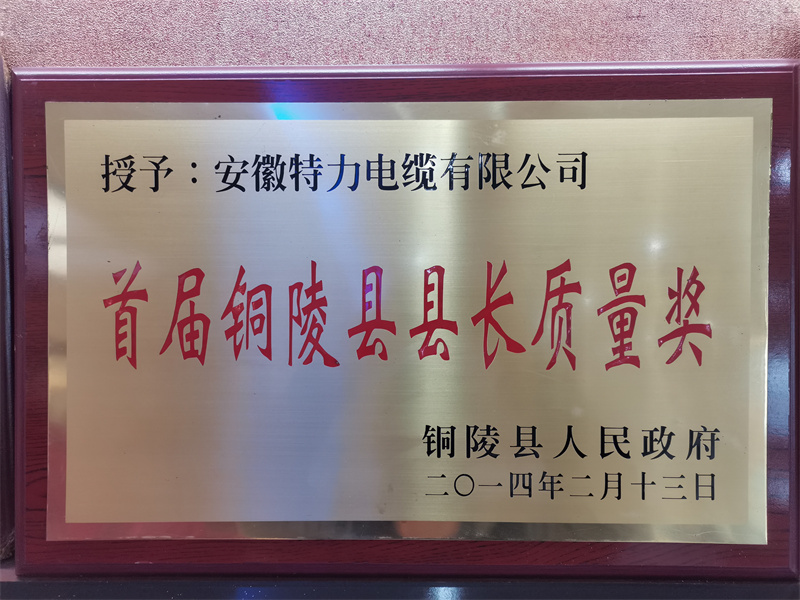 授予：安徽特力电缆有限公司
首届铜陵县县长质量奖
铜陵县人民政府
二〇一四年二月十三日